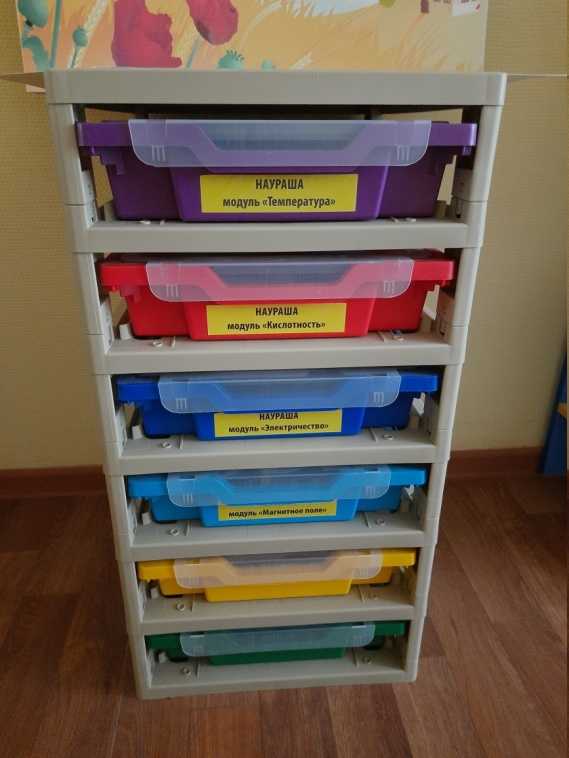 НАУРАША
модуль «Температура»
НАУРАША
модуль «Кислотность»
НАУРАША
модуль «Электричество»
модуль «Магнитное поле»